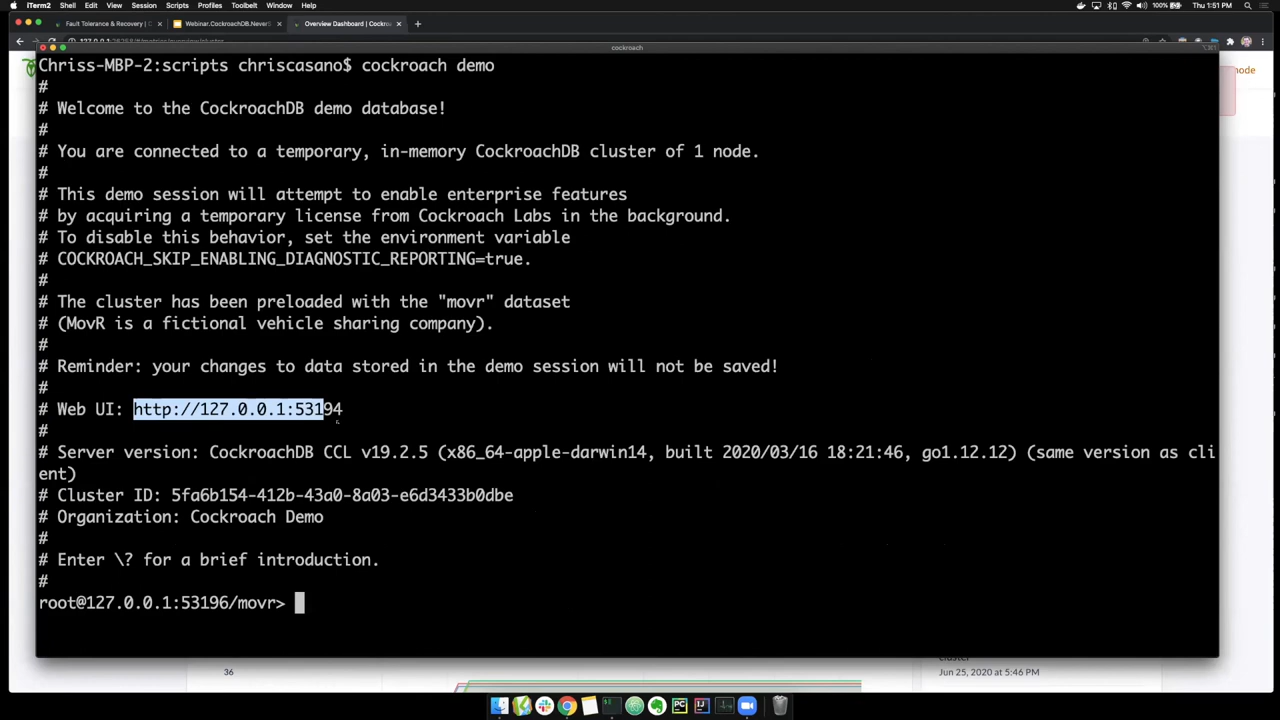 iTerm2 Shell Edit View Session Scripts Profiles Toolbelt Window Help
100% Thu 1:51 PM
Fault Tolerance & Recovery | C
Webinar.CockroachDB.Never
Overview Dashboard | Cockro
cockroach
Chriss-MBP-2:scripts chriscasano$ cockroach demo
#
# Welcome to the CockroachDB demo database!
#
# You are connected to a temporary, in-memory CockroachDB cluster of 1 node.
#
# This demo session will attempt to enable enterprise features
# by acquiring a temporary license from Cockroach Labs in the background.
# To disable this behavior, set the environment variable
# COCKROACH_SKIP_ENABLING_DIAGNOSTIC_REPORTING=true.
#
# The cluster has been preloaded with the "movr" dataset
# (MovR is a fictional vehicle sharing company).
#
# Reminder: your changes to data stored in the demo session will not be saved!
#
# Web UI: http://127.0.0.1:53194
#
# Server version: CockroachDB CCL v19.2.5 (x86_64-apple-darwin14, built 2020/03/16 18:21:46, go1.12.12) (same version as cli
ent)
# Cluster ID: 5fa6b154-412b-43a0-8a03-e6d3433b0dbe
# Organization: Cockroach Demo
#
# Enter \? for a brief introduction.
#
root@127.0.0.1:53196/movr>
node
36
Jun 25, 2020 at 5:46 PM